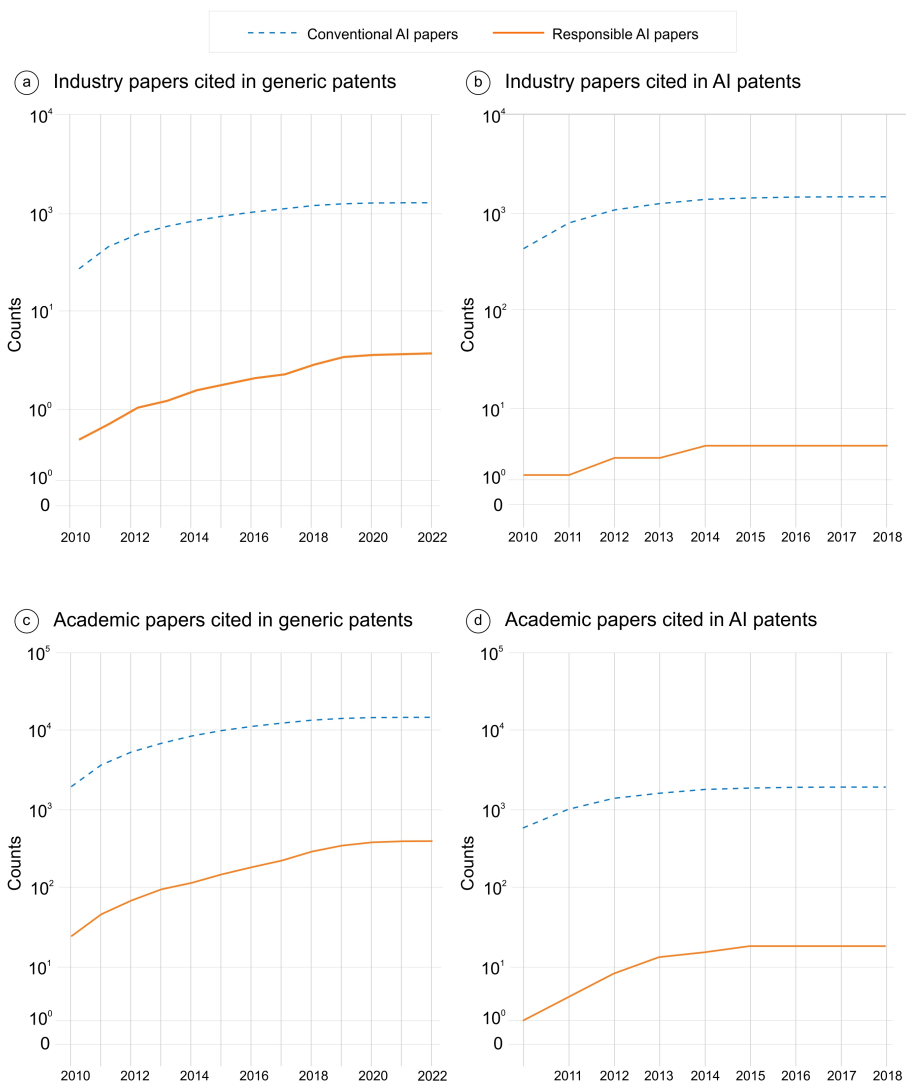 Conventional AI papers
Responsible AI papers
a Industry papers cited in generic patents
10⁴
10³
10¹
10⁰
10⁰
0
Counts
2010 2012 2014 2016 2018 2020 2022
b Industry papers cited in AI patents
10⁴
10³
10²
10¹
10⁰
0
Counts
2010 2011 2012 2013 2014 2015 2016 2017 2018
c Academic papers cited in generic patents
10⁵
10⁴
10³
10²
10¹
10⁰
0
Counts
2010 2012 2014 2016 2018 2020 2022
d Academic papers cited in AI patents
10⁵
10⁴
10³
10²
10¹
10⁰
0
Counts
2011 2012 2013 2014 2015 2016 2017 2018